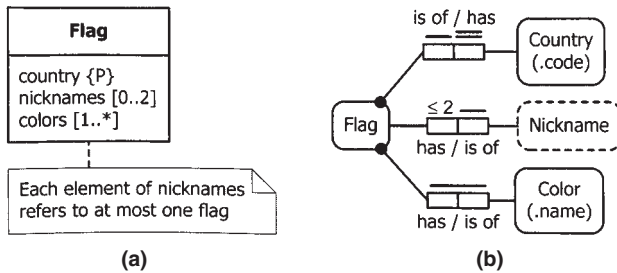 Flag
country {P}
nicknames [0..2]
colors [1..*]
Each element of nicknames
refers to at most one flag
(a)
is of / has
Country
(.code)
Flag
≤ 2
Nickname
has / is of
Color
(.name)
has / is of
(b)